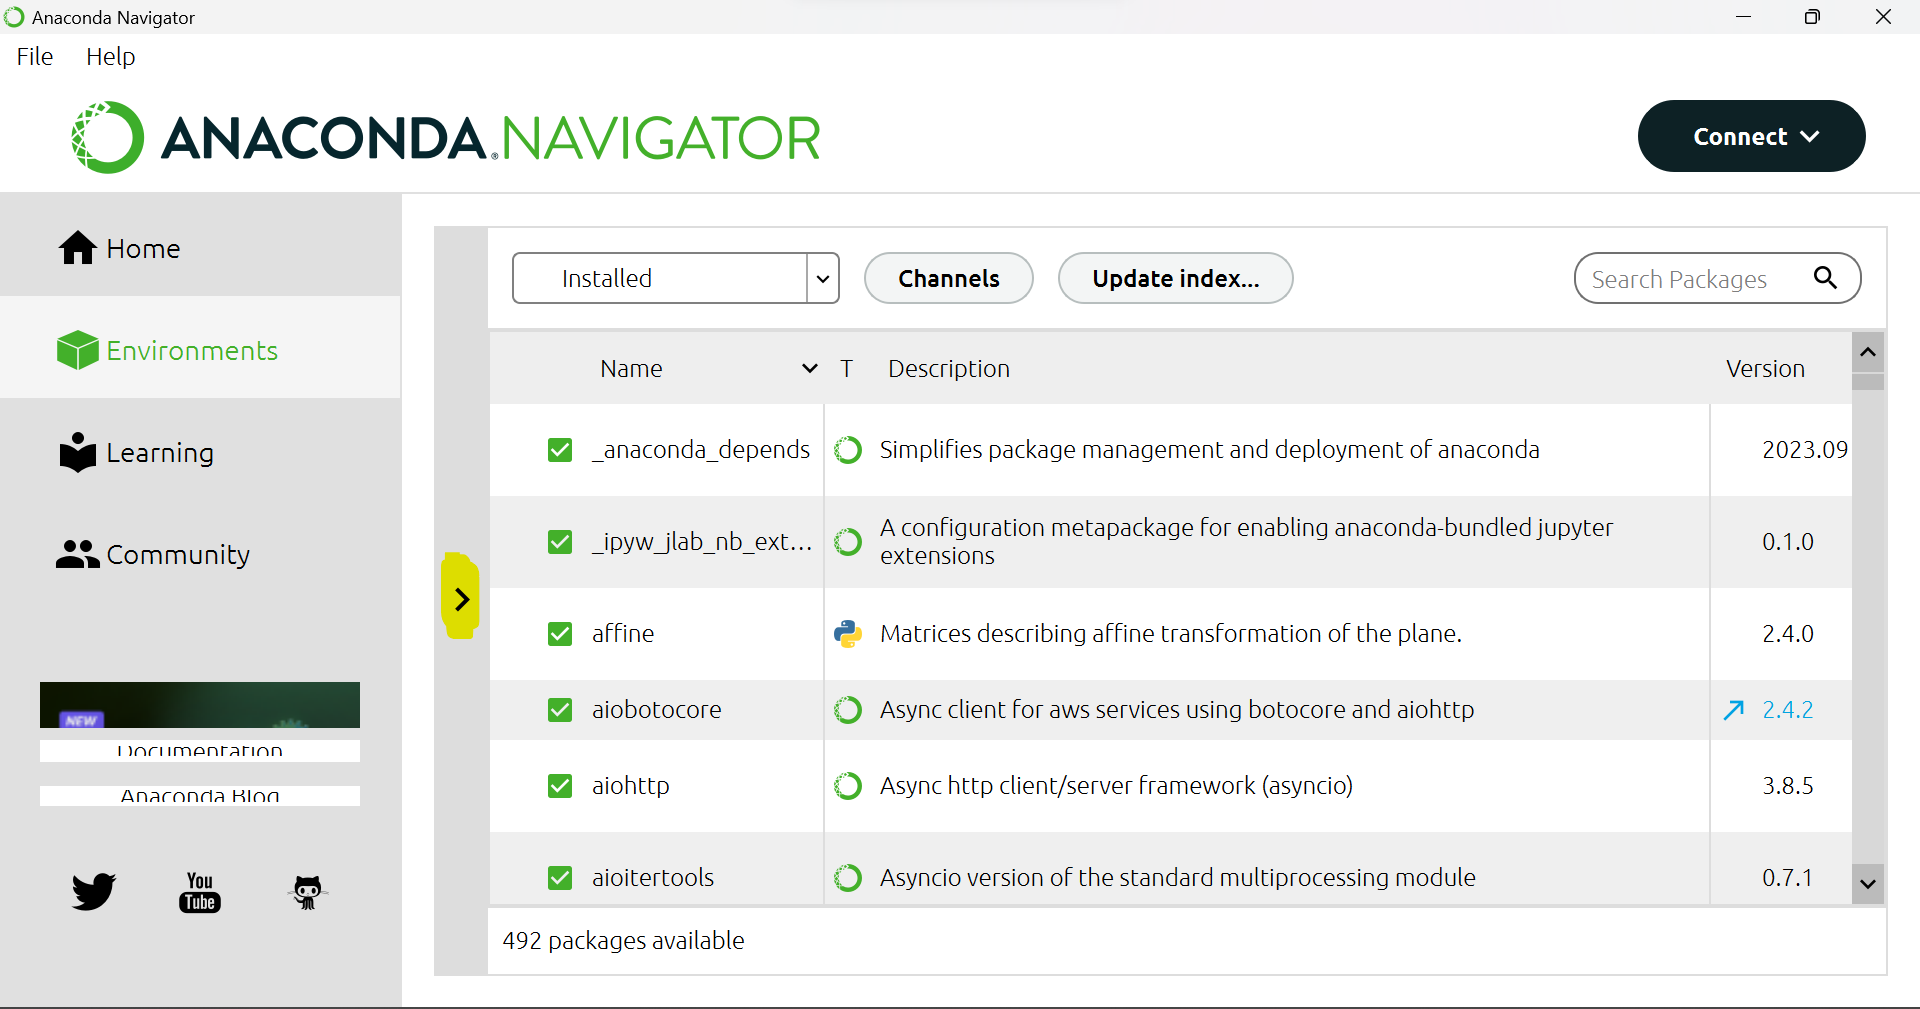 Anaconda Navigator
File Help
ANACONDA.NAVIGATOR
Connect
Home
Environments
Learning
Community
NEW
Documentation
Anaconda Blog
You
Tube
Installed
Channels
Update index...
Search Packages
Name T Description Version
_anaconda_depends Simplifies package management and deployment of anaconda 2023.09
_ipyw_jlab_nb_ext... A configuration metapackage for enabling anaconda-bundled jupyter
extensions 0.1.0
affine Matrices describing affine transformation of the plane. 2.4.0
aiobotocore Async client for aws services using botocore and aiohttp 2.4.2
aiohttp Async http client/server framework (asyncio) 3.8.5
aioitertools Asyncio version of the standard multiprocessing module 0.7.1
492 packages available